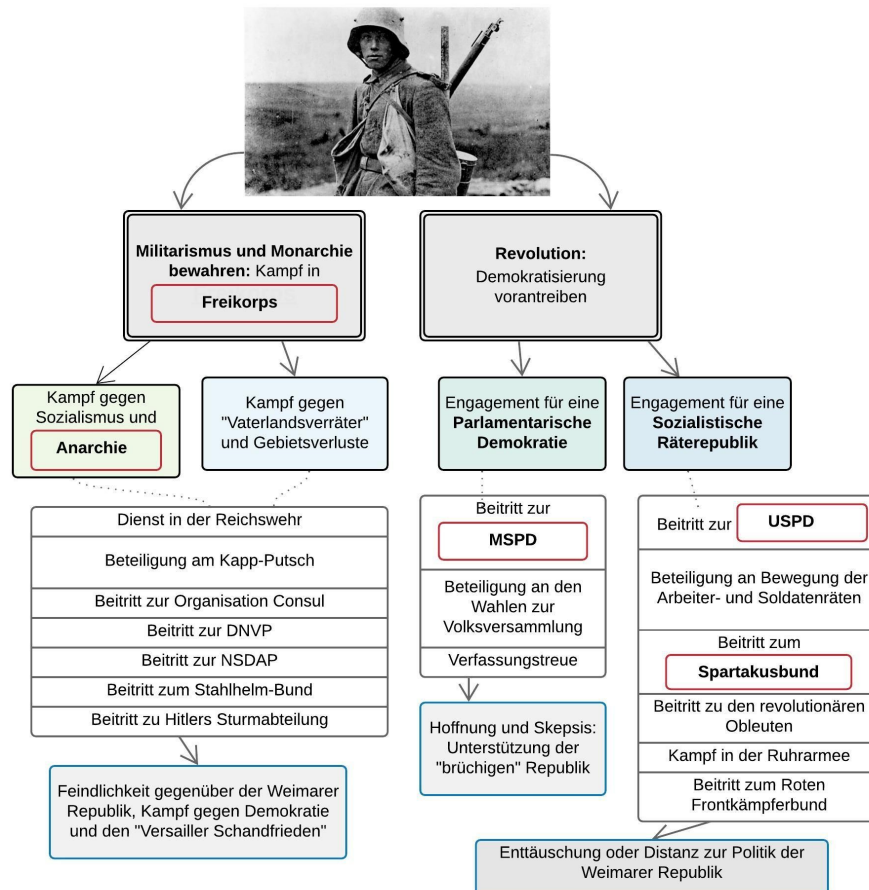 Militarismus und Monarchie
bewahren: Kampf in
Freikorps
Revolution:
Demokratisierung
vorantreiben
Kampf gegen
Sozialismus und
Anarchie
Kampf gegen
"Vaterlandsverräter"
und Gebietsverluste
Engagement für eine
Parlamentarische
Demokratie
Engagement für eine
Sozialistische
Räterepublik
Dienst in der Reichswehr
Beteiligung am Kapp-Putsch
Beitritt zur Organisation Consul
Beitritt zur DNVP
Beitritt zur NSDAP
Beitritt zum Stahlhelm-Bund
Beitritt zu Hitlers Sturmabteilung
Feindlichkeit gegenüber der Weimarer
Republik, Kampf gegen Demokratie
und den "Versailler Schandfrieden"
Beitritt zur
MSPD
Beteiligung an den
Wahlen zur
Volksversammlung
Verfassungstreue
Hoffnung und Skepsis:
Unterstützung der
"brüchigen" Republik
Beitritt zur USPD
Beteiligung an Bewegung der
Arbeiter- und Soldatenräten
Beitritt zum
Spartakusbund
Beitritt zu den revolutionären
Obleuten
Kampf in der Ruhrarmee
Beitritt zum Roten
Frontkämpferbund
Enttäuschung oder Distanz zur Politik der
Weimarer Republik